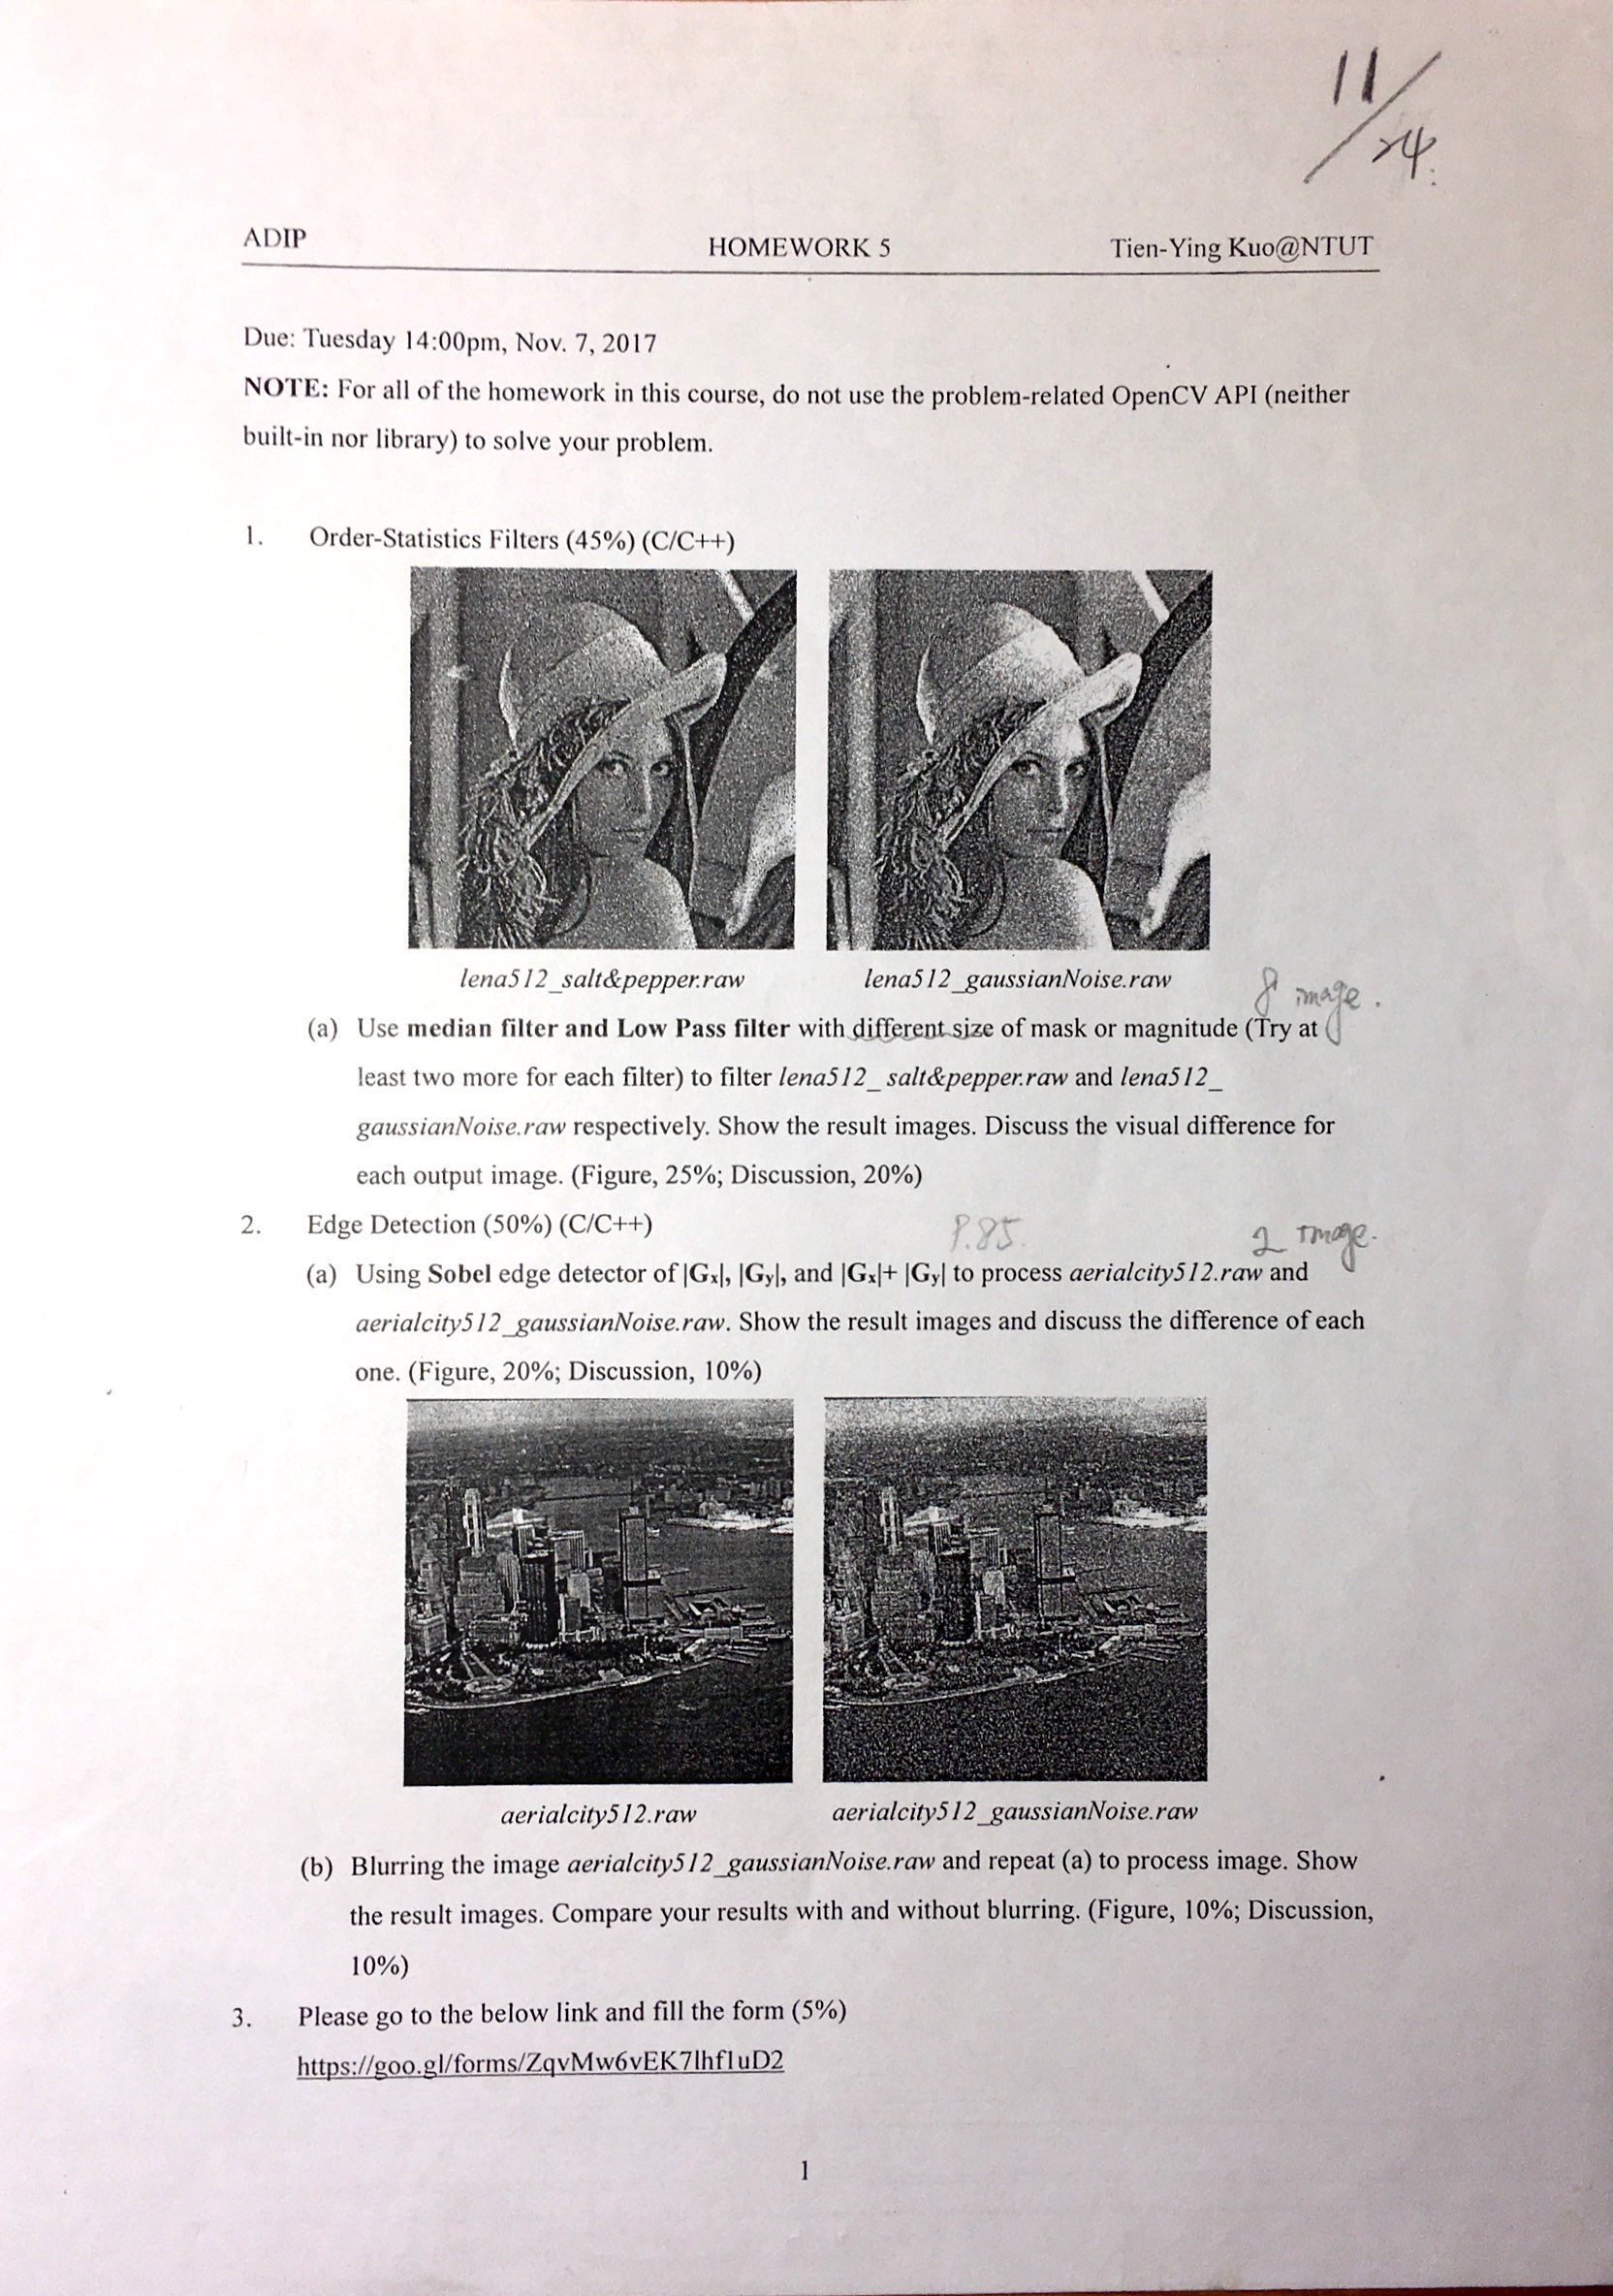 11/24.
ADIP HOMEWORK 5 Tien-Ying Kuo@NTUT
Due: Tuesday 14:00pm, Nov. 7, 2017
NOTE: For all of the homework in this course, do not use the problem-related OpenCV API (neither
built-in nor library) to solve your problem.
1. Order-Statistics Filters (45%) (C/C++)
lena512_salt&pepper.raw lena512_gaussianNoise.raw
8 image.
(a) Use median filter and Low Pass filter with different size of mask or magnitude (Try at
least two more for each filter) to filter lena512_ salt&pepper.raw and lena512_
gaussianNoise.raw respectively. Show the result images. Discuss the visual difference for
each output image. (Figure, 25%; Discussion, 20%)
2. Edge Detection (50%) (C/C++)
P.85. 2 image.
(a) Using Sobel edge detector of |Gx|, |Gy|, and |Gx|+ |Gy| to process aerialcity512.raw and
aerialcity512_gaussianNoise.raw. Show the result images and discuss the difference of each
one. (Figure, 20%; Discussion, 10%)
aerialcity512.raw aerialcity512_gaussianNoise.raw
(b) Blurring the image aerialcity512_gaussianNoise.raw and repeat (a) to process image. Show
the result images. Compare your results with and without blurring. (Figure, 10%; Discussion,
10%)
3. Please go to the below link and fill the form (5%)
https://goo.gl/forms/ZqvMw6vEK7lhf1uD2
1